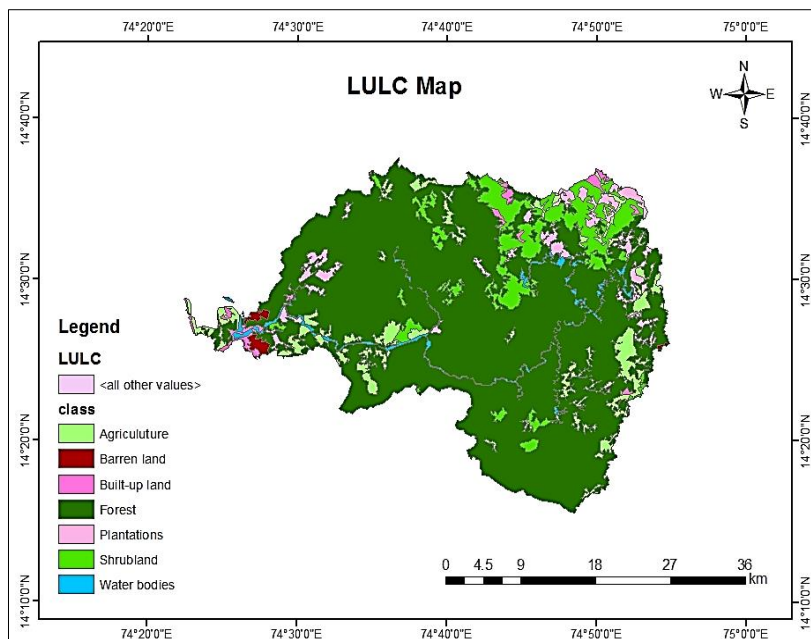 74°20'0"E 74°30'0"E 74°40'0"E 74°50'0"E 75°0'0"E
LULC Map
N
W E
S
14°40'0"N 14°40'0"N
14°30'0"N 14°30'0"N
14°20'0"N 14°20'0"N
14°10'0"N 14°10'0"N
Legend
LULC
<all other values>
class
Agriculuture
Barren land
Built-up land
Forest
Plantations
Shrubland
Water bodies
0 4.5 9 18 27 36
km
74°20'0"E 74°30'0"E 74°40'0"E 74°50'0"E 75°0'0"E